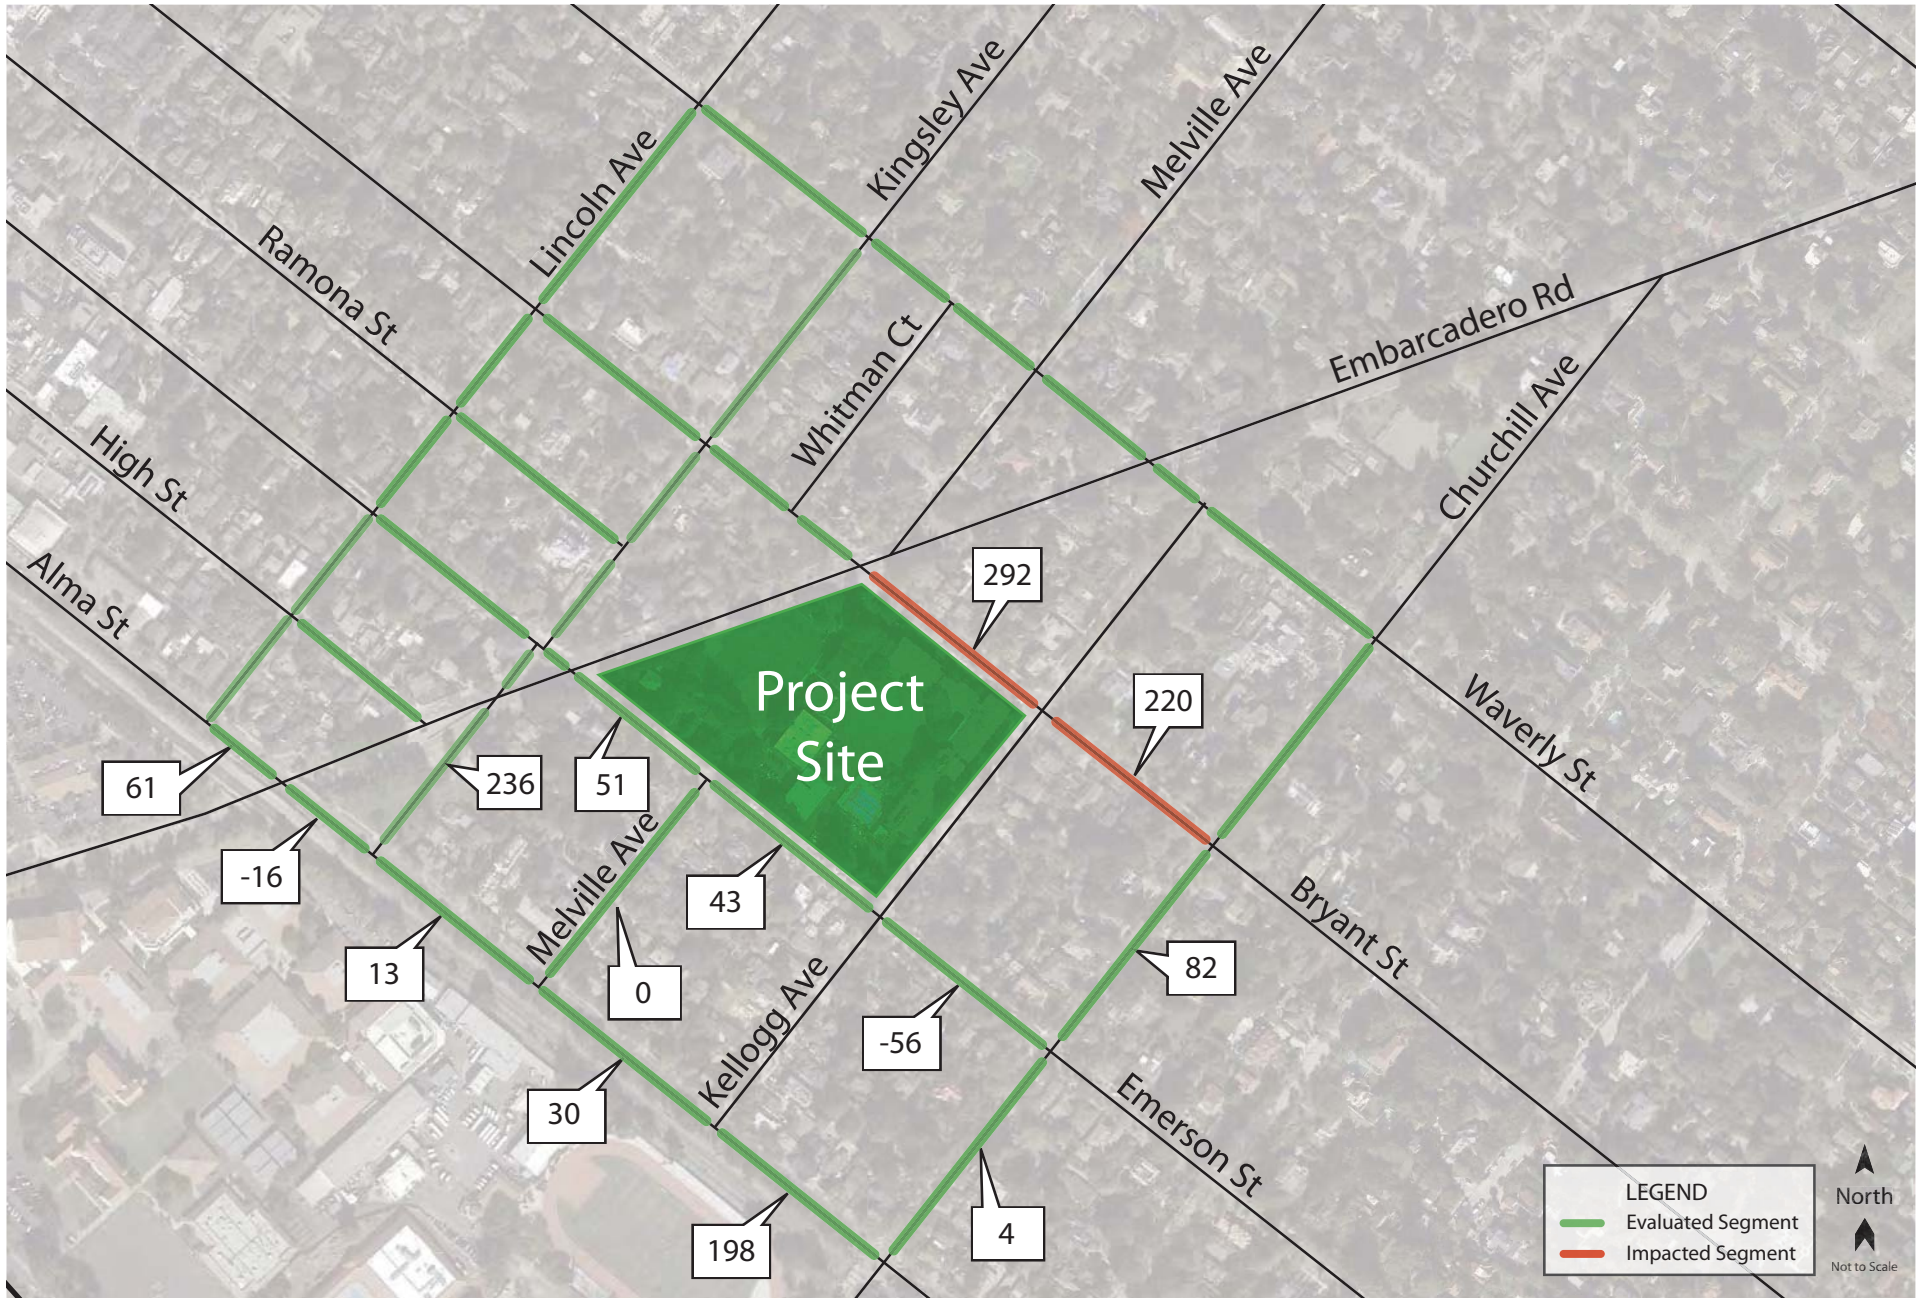 Kingsley Ave
Melville Ave
Lincoln Ave
Ramona St
Embarcadero Rd
Whitman Ct
Churchill Ave
High St
Alma St
292
Project
Site
220
Waverly St
61
236
51
-16
Melville Ave
43
Bryant St
13
0
82
Kellogg Ave
-56
30
Emerson St
198
4
LEGEND
Evaluated Segment
Impacted Segment
North
Not to Scale